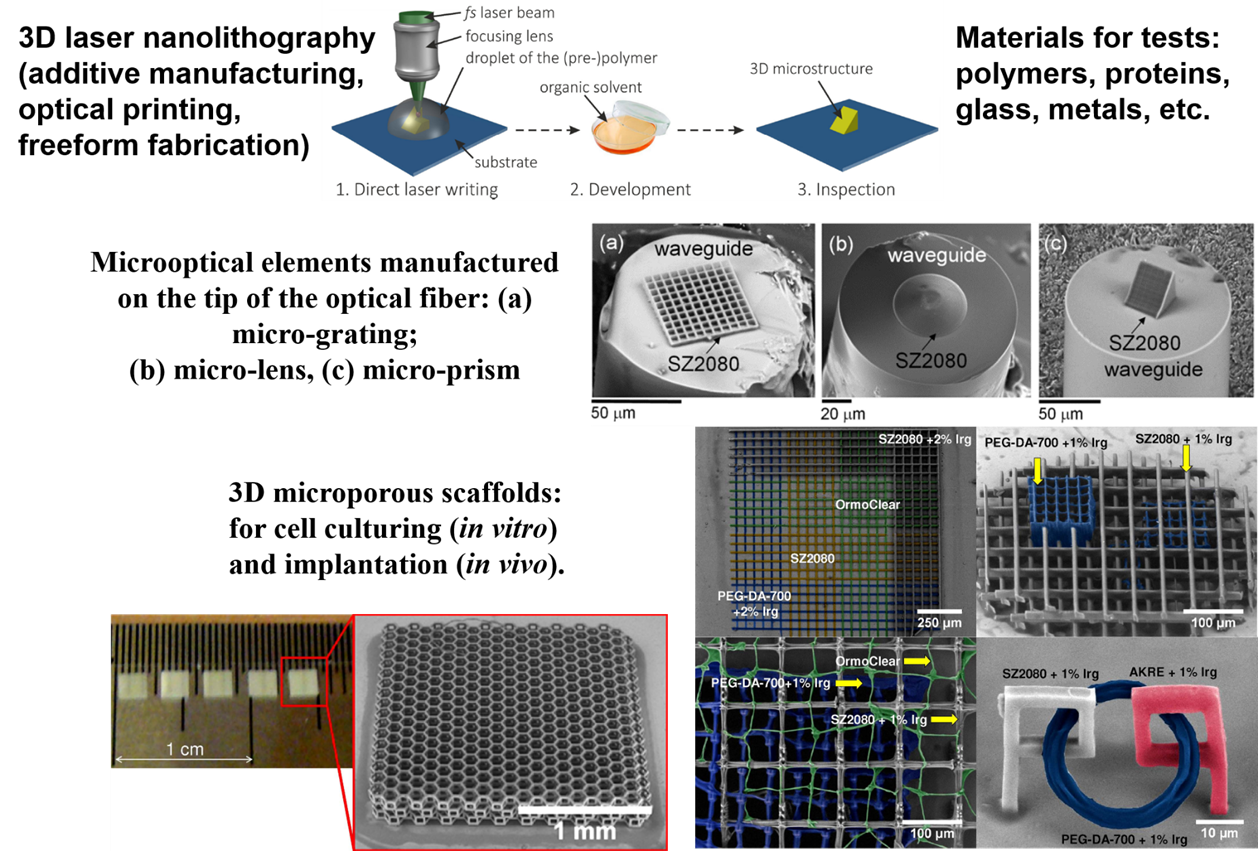 3D laser nanolithography
(additive manufacturing,
optical printing,
freeform fabrication)
fs laser beam
focusing lens
droplet of the (pre-)polymer
organic solvent
3D microstructure
substrate
1. Direct laser writing
2. Development
3. Inspection
Materials for tests:
polymers, proteins,
glass, metals, etc.
Microoptical elements manufactured
on the tip of the optical fiber: (a)
micro-grating;
(b) micro-lens, (c) micro-prism
(a)
waveguide
SZ2080
50 µm
(b)
waveguide
SZ2080
20 µm
(c)
SZ2080
waveguide
50 µm
3D microporous scaffolds:
for cell culturing (in vitro)
and implantation (in vivo).
1 cm
1 mm
SZ2080 +2% Irg
OrmoClear
SZ2080
PEG-DA-700
+2% Irg
250 µm
PEG-DA-700 +1% Irg
SZ2080 + 1% Irg
100 µm
OrmoClear
PEG-DA-700+1% Irg
SZ2080 + 1% Irg
100 µm
SZ2080 + 1% Irg
AKRE + 1% Irg
PEG-DA-700 + 1% Irg
10 µm